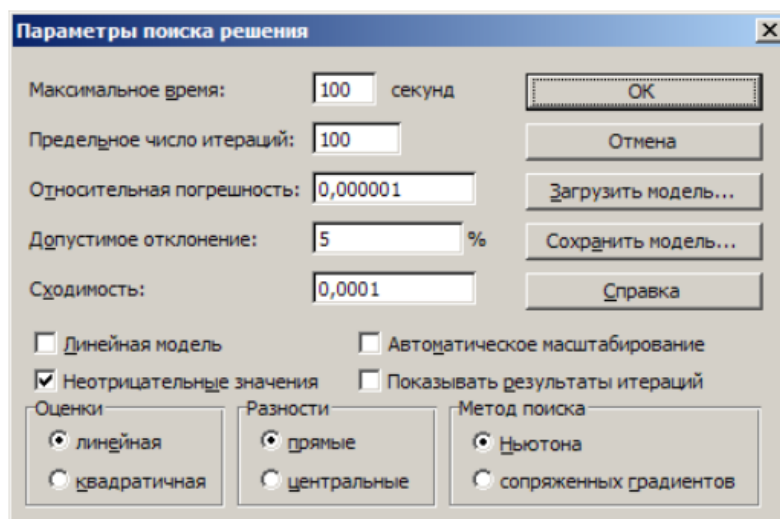 Параметры поиска решения
Максимальное время: 100 секунд OK
Предельное число итераций: 100 Отмена
Относительная погрешность: 0,000001 Загрузить модель...
Допустимое отклонение: 5 % Сохранить модель...
Сходимость: 0,0001 Справка
Линейная модель Автоматическое масштабирование
Неотрицательные значения Показывать результаты итераций
Оценки Разности Метод поиска
линейная прямые Ньютона
квадратичная центральные сопряженных градиентов